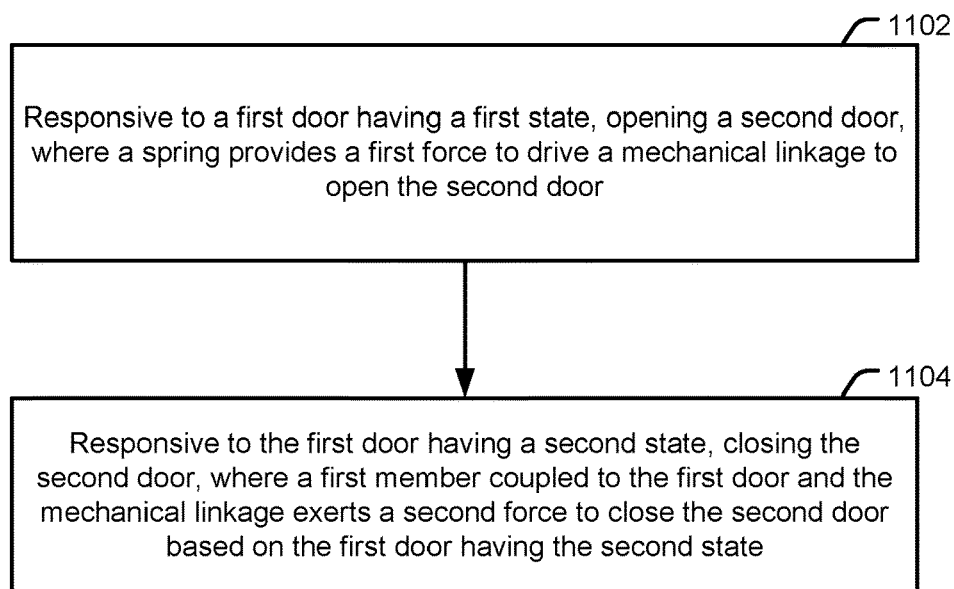 1102
Responsive to a first door having a first state, opening a second door,
where a spring provides a first force to drive a mechanical linkage to
open the second door
1104
Responsive to the first door having a second state, closing the
second door, where a first member coupled to the first door and the
mechanical linkage exerts a second force to close the second door
based on the first door having the second state